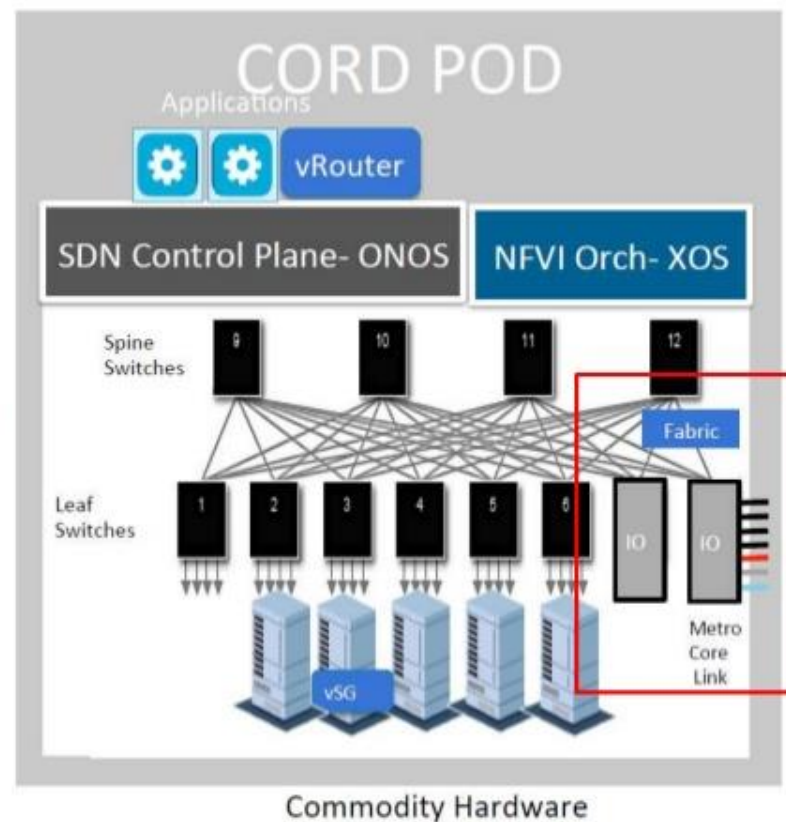 CORD POD
Applications
vRouter
SDN Control Plane- ONOS
NFVI Orch- XOS
Spine
Switches
9
10
11
12
Fabric
Leaf
Switches
1
2
3
4
5
6
IO
IO
Metro
Core
Link
vSG
Commodity Hardware